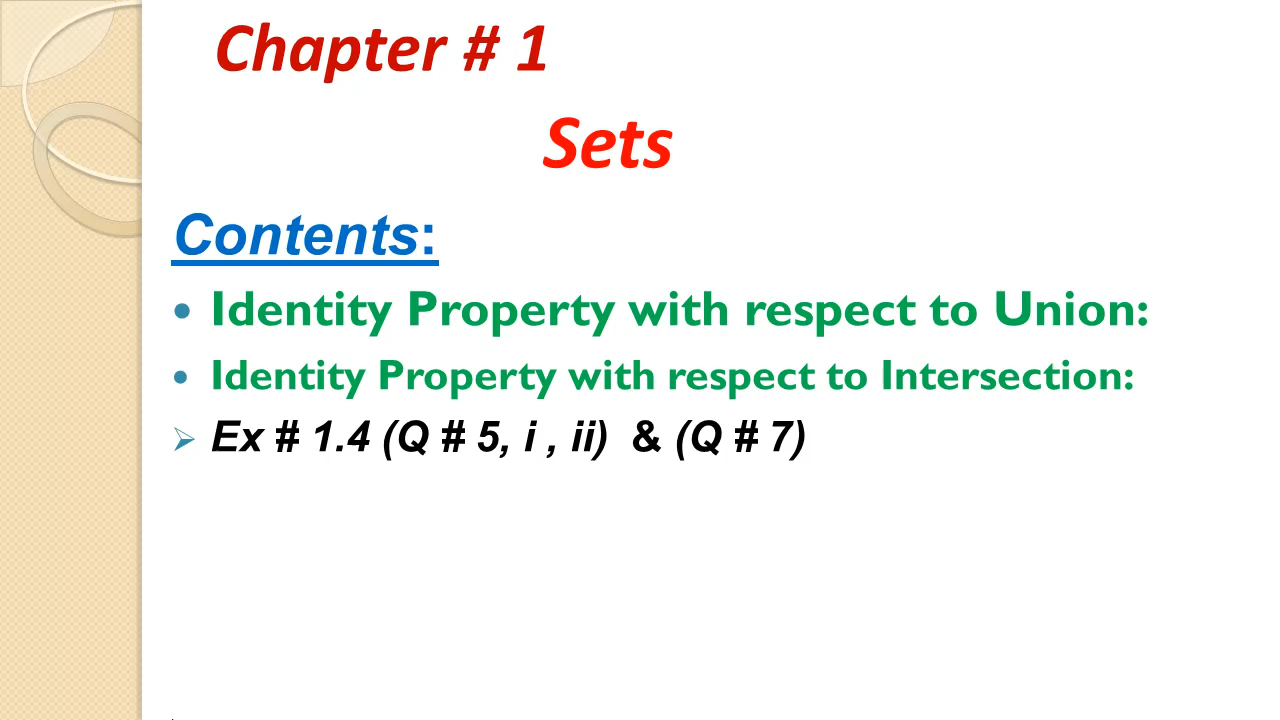 Chapter # 1
Sets
Contents:
• Identity Property with respect to Union:
• Identity Property with respect to Intersection:
➢ Ex # 1.4 (Q # 5, i , ii) & (Q # 7)